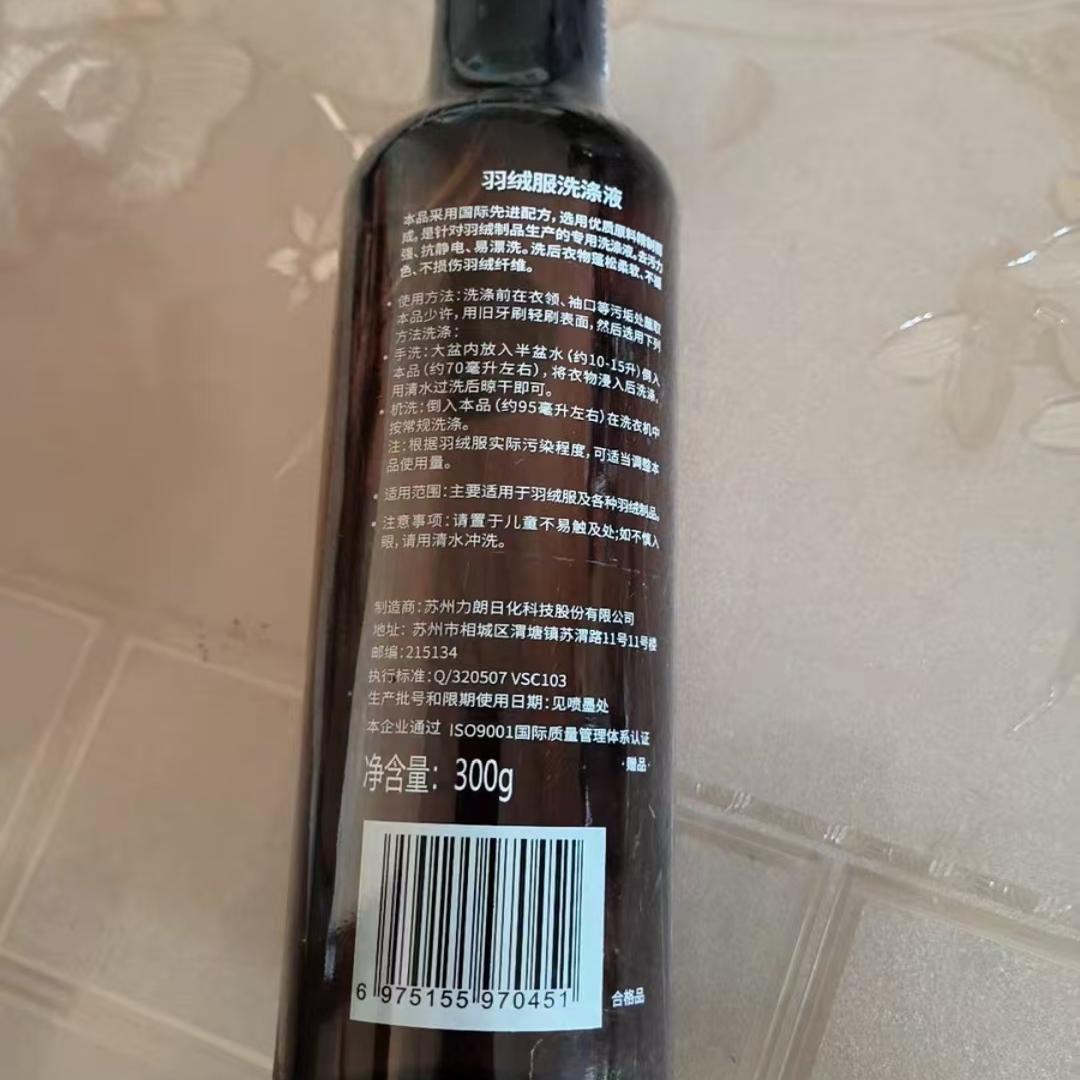 羽绒服洗涤液
本品采用国际先进配方,选用优质原料精制而
成,是针对羽绒制品生产的专用洗涤液。去污力
强、抗静电、易漂洗。洗后衣物蓬松柔软、不损
色、不损伤羽绒纤维。
• 使用方法:洗涤前在衣领、袖口等污垢处蘸取
本品少许,用旧牙刷轻刷表面,然后选用下列
方法洗涤:
• 手洗:大盆内放入半盆水(约10-15升)倒入
本品(约70毫升左右),将衣物浸入后洗涤,
用清水过洗后晾干即可。
• 机洗:倒入本品(约95毫升左右)在洗衣机中
按常规洗涤。
注:根据羽绒服实际污染程度,可适当调整本
品使用量。
• 适用范围:主要适用于羽绒服及各种羽绒制品。
• 注意事项:请置于儿童不易触及处;如不慎入
眼,请用清水冲洗。
制造商:苏州力朗日化科技股份有限公司
地址: 苏州市相城区渭塘镇苏渭路11号11号楼
邮编:215134
执行标准:Q/320507 VSC103
生产批号和限期使用日期:见喷墨处
本企业通过 ISO9001国际质量管理体系认证
·赠品·
净含量: 300g
6 975155 970451
合格品